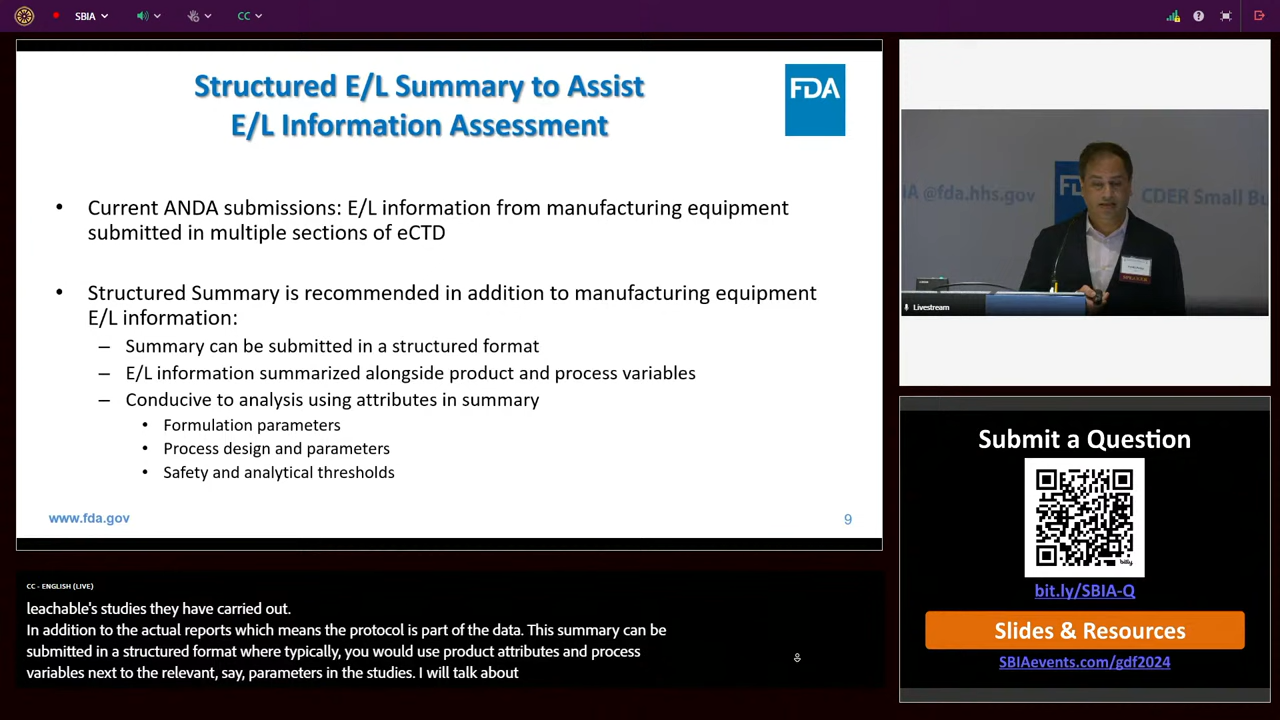 SBIA
CC
Structured E/L Summary to Assist
E/L Information Assessment
FDA
• Current ANDA submissions: E/L information from manufacturing equipment
submitted in multiple sections of eCTD
• Structured Summary is recommended in addition to manufacturing equipment
E/L information:
– Summary can be submitted in a structured format
– E/L information summarized alongside product and process variables
– Conducive to analysis using attributes in summary
• Formulation parameters
• Process design and parameters
• Safety and analytical thresholds
www.fda.gov
9
CC - ENGLISH (LIVE)
leachable's studies they have carried out.
In addition to the actual reports which means the protocol is part of the data. This summary can be
submitted in a structured format where typically, you would use product attributes and process
variables next to the relevant, say, parameters in the studies. I will talk about
IA @fda.hhs.gov
FD
CDER Small Bu
Livestream
Submit a Question
bitly
bit.ly/SBIA-Q
Slides & Resources
SBIAevents.com/gdf2024